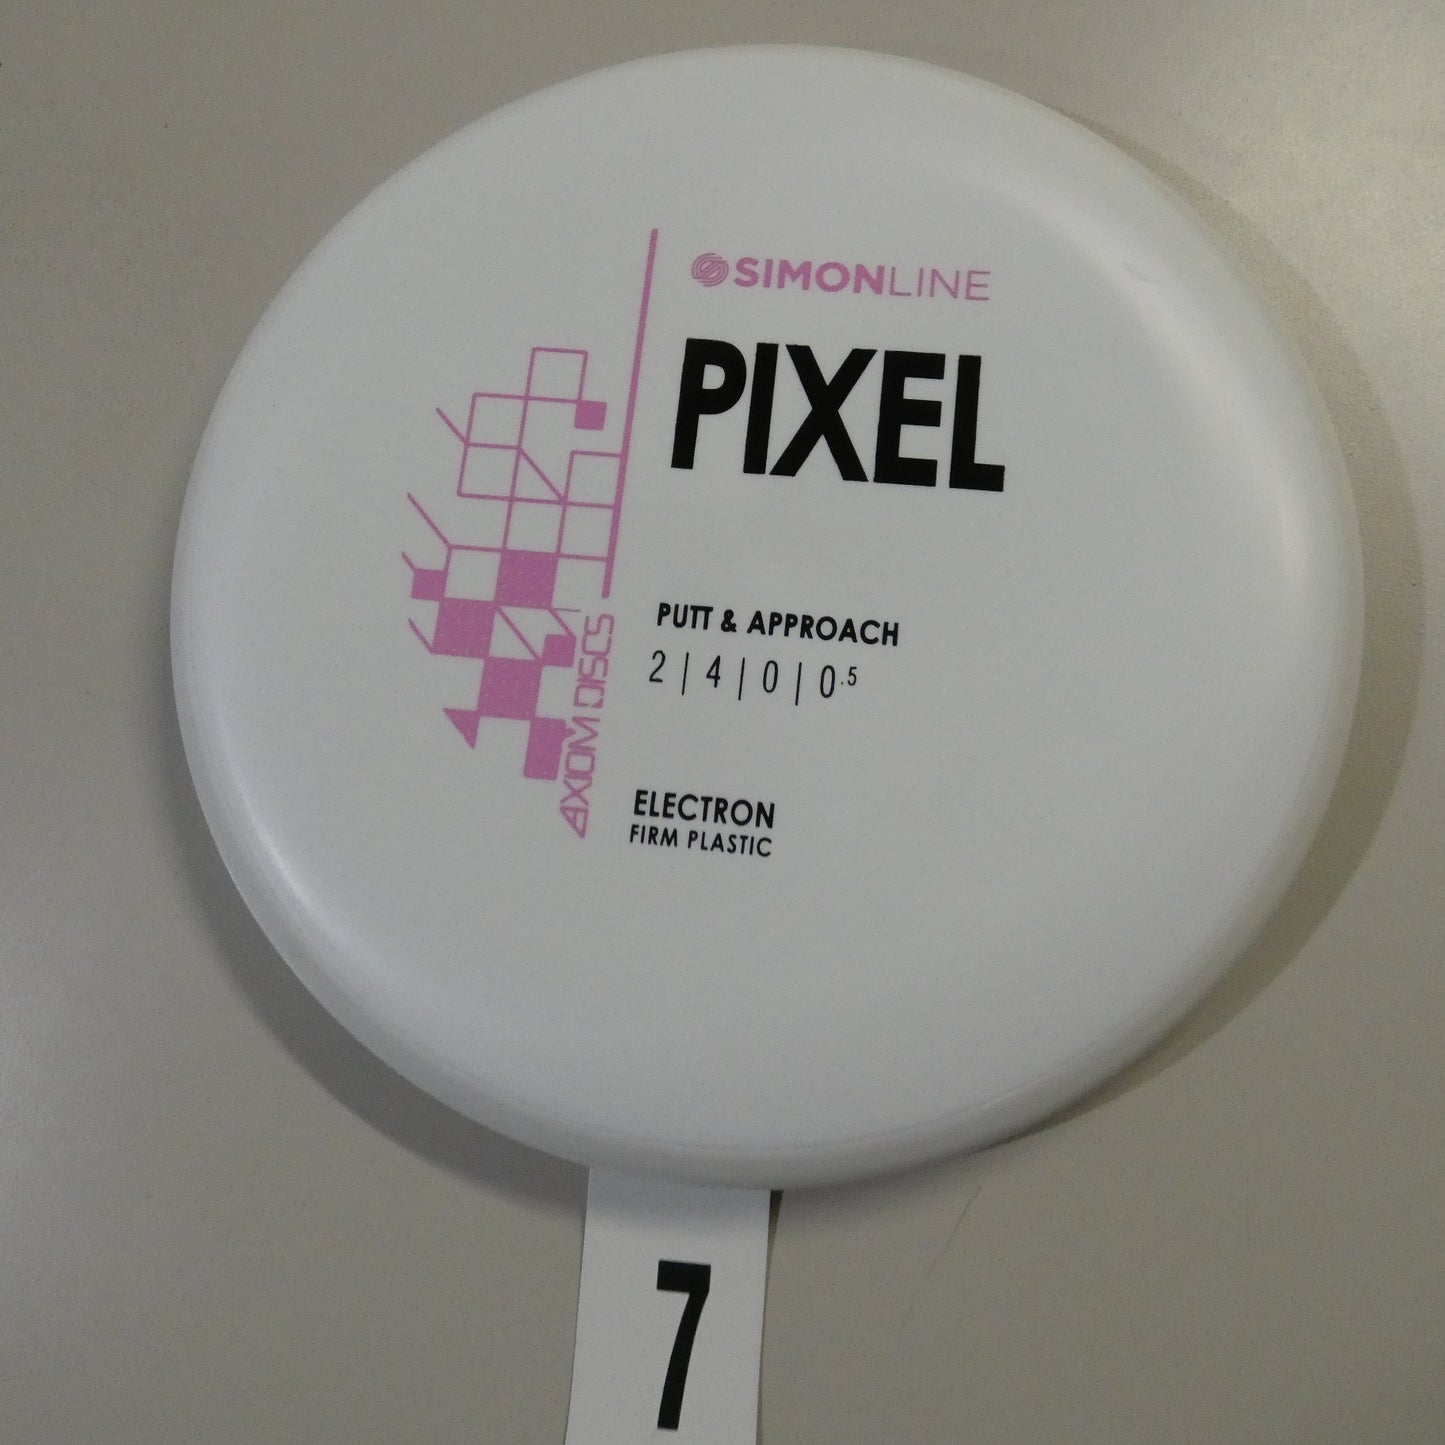 SIMONLINE
PIXEL
PUTT & APPROACH
2 | 4 | 0 | 0.5
AXIOM DISCS
ELECTRON
FIRM PLASTIC
7